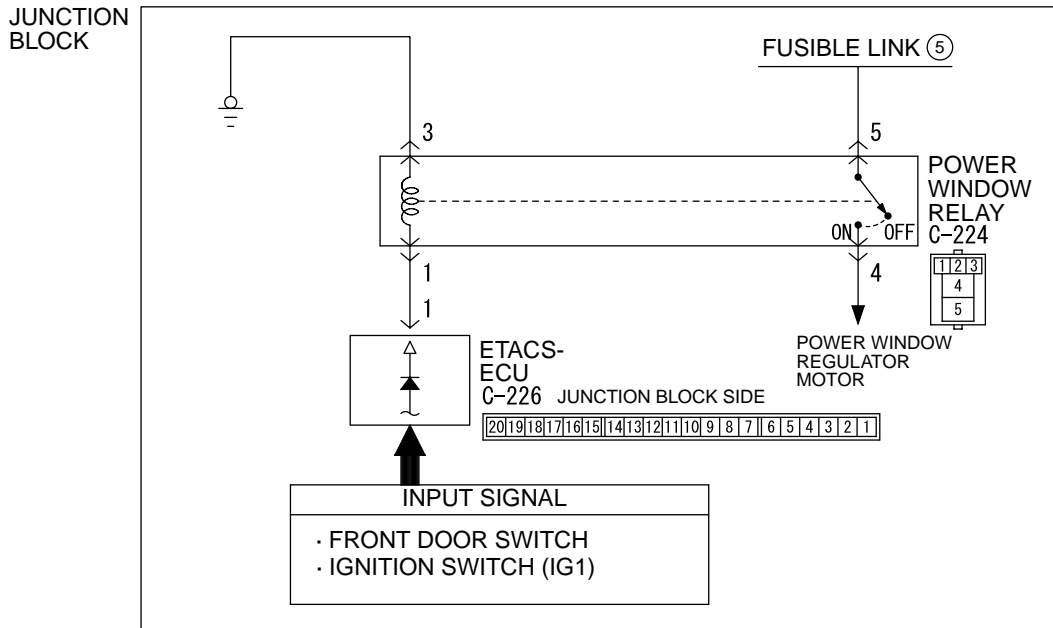 JUNCTION
BLOCK
FUSIBLE LINK ⑤
3
5
POWER
WINDOW
RELAY
C-224
ON OFF
1 2 3
4
5
1
4
1
POWER WINDOW
REGULATOR
MOTOR
ETACS-
ECU
C-226 JUNCTION BLOCK SIDE
20 19 18 17 16 15 14 13 12 11 10 9 8 7 6 5 4 3 2 1
INPUT SIGNAL
· FRONT DOOR SWITCH
· IGNITION SWITCH (IG1)